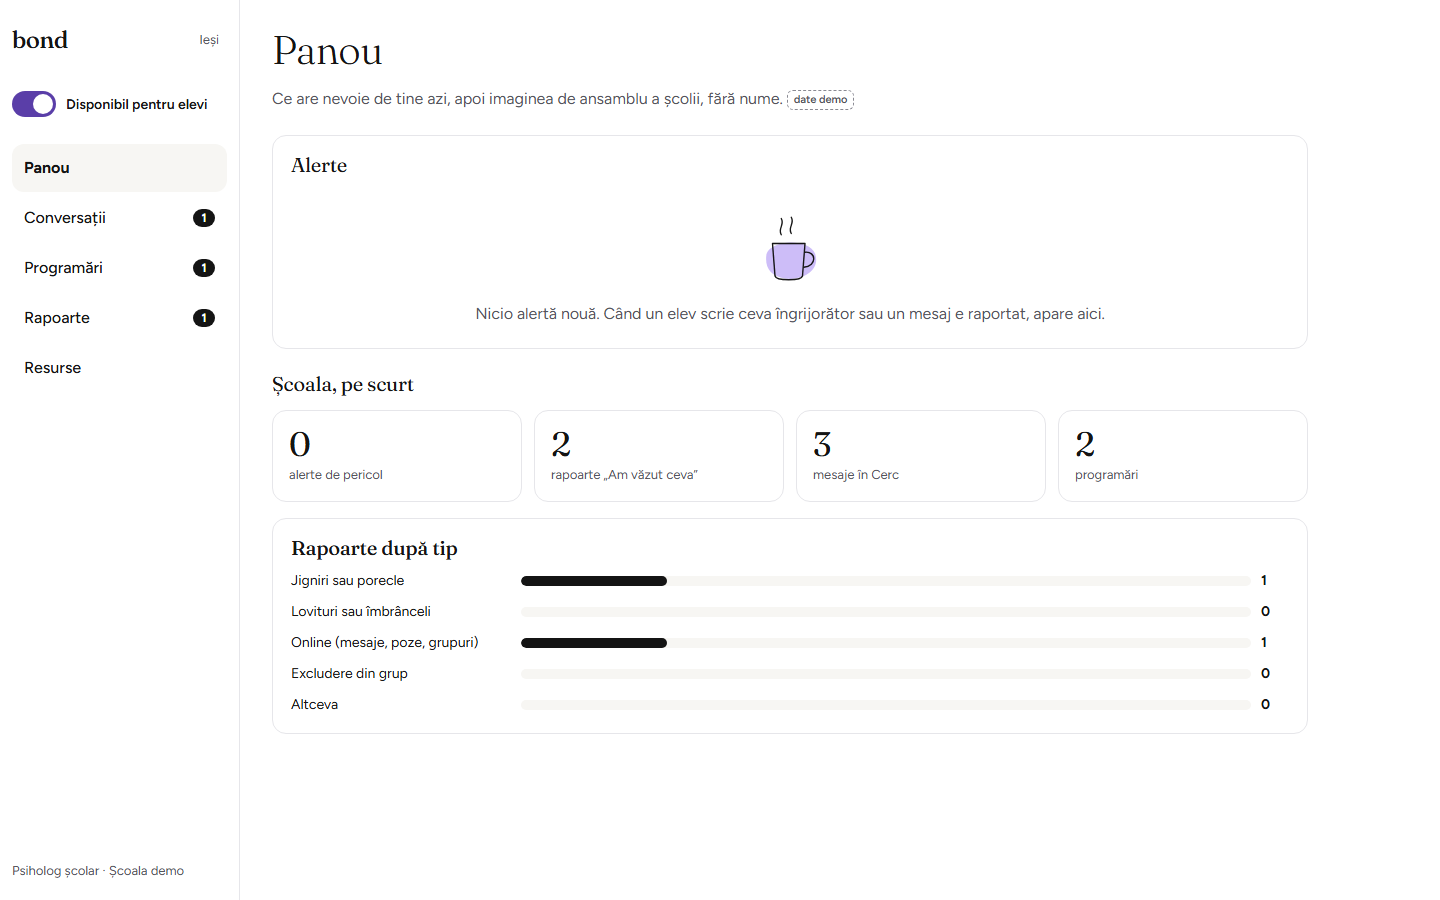 bond
Ieși
Disponibil pentru elevi
Panou
Conversații 1
Programări 1
Rapoarte 1
Resurse
Psiholog școlar · Școala demo
Panou
Ce are nevoie de tine azi, apoi imaginea de ansamblu a școlii, fără nume. date demo
Alerte
Nicio alertă nouă. Când un elev scrie ceva îngrijorător sau un mesaj e raportat, apare aici.
Școala, pe scurt
0
alerte de pericol
2
rapoarte „Am văzut ceva”
3
mesaje în Cerc
2
programări
Rapoarte după tip
Jigniri sau porecle 1
Lovituri sau îmbrânceli 0
Online (mesaje, poze, grupuri) 1
Excludere din grup 0
Altceva 0